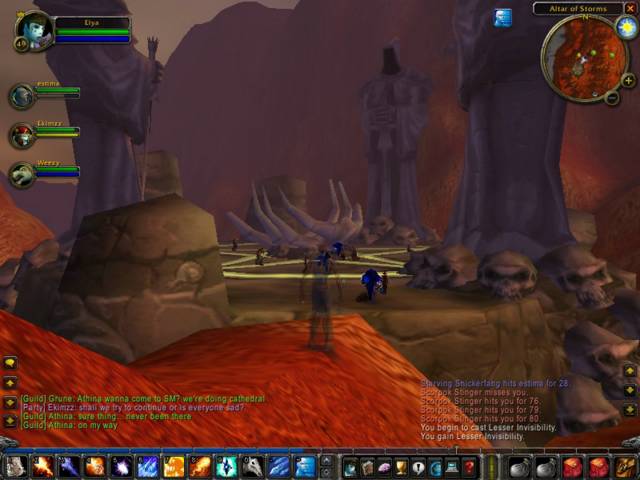 Eiya
Altar of Storms
N
49
estima
Ekimzz
Weezy
[Guild] Grune: Athina wanna come to SM? we're doing cathedral
[Party] Ekimzz: shall we try to continue or is everyone sad?
[Guild] Athina: sure thing.. never been there
[Guild] Athina: on my way
Starving Snickerfang hits estima for 28.
Scorpok Stinger misses you.
Scorpok Stinger hits you for 76.
Scorpok Stinger hits you for 79.
Scorpok Stinger hits you for 80.
You begin to cast Lesser Invisibility.
You gain Lesser Invisibility.